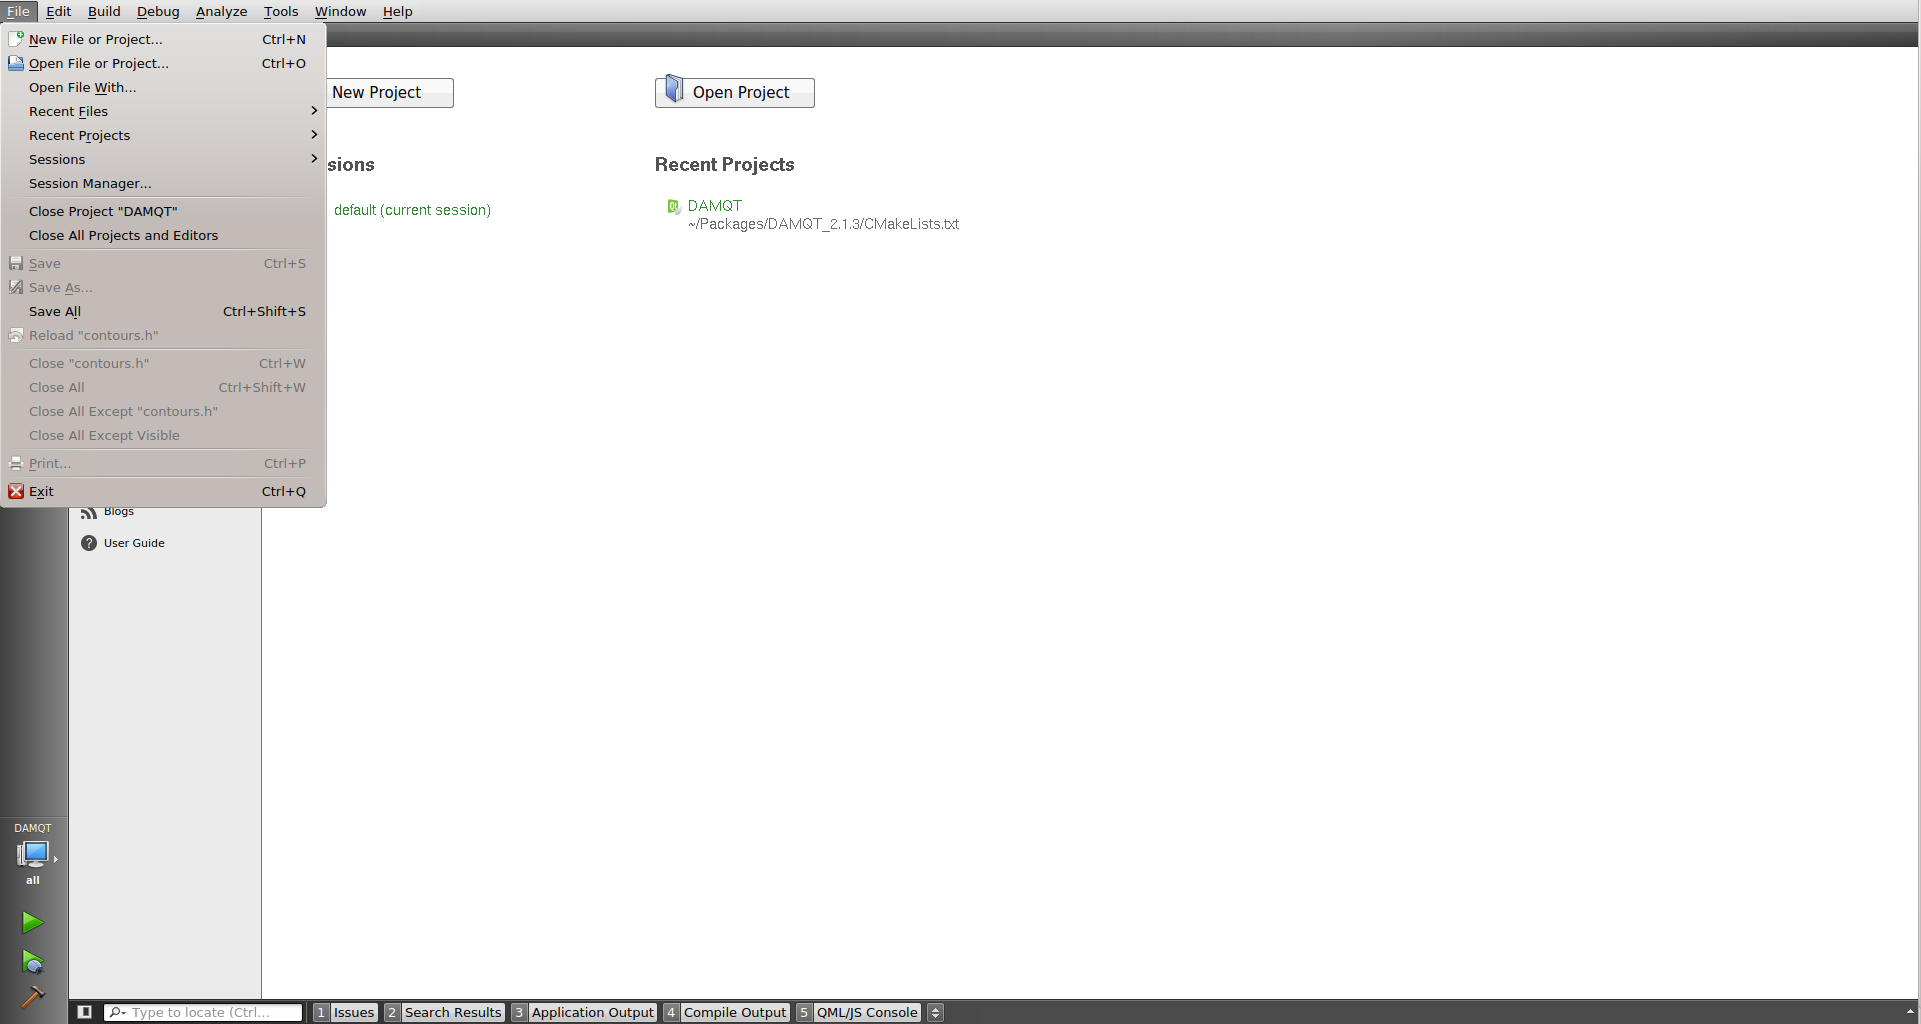 File Edit Build Debug Analyze Tools Window Help
New File or Project... Ctrl+N
Open File or Project... Ctrl+O
Open File With...
Recent Files
Recent Projects
Sessions
Session Manager...
Close Project "DAMQT"
Close All Projects and Editors
Save Ctrl+S
Save As...
Save All Ctrl+Shift+S
Reload "contours.h"
Close "contours.h" Ctrl+W
Close All Ctrl+Shift+W
Close All Except "contours.h"
Close All Except Visible
Print... Ctrl+P
Exit Ctrl+Q
New Project
Open Project
sions
default (current session)
Recent Projects
DAMQT
~/Packages/DAMQT_2.1.3/CMakeLists.txt
Blogs
User Guide
DAMQT
all
Type to locate (Ctrl...
1 Issues 2 Search Results 3 Application Output 4 Compile Output 5 QML/JS Console